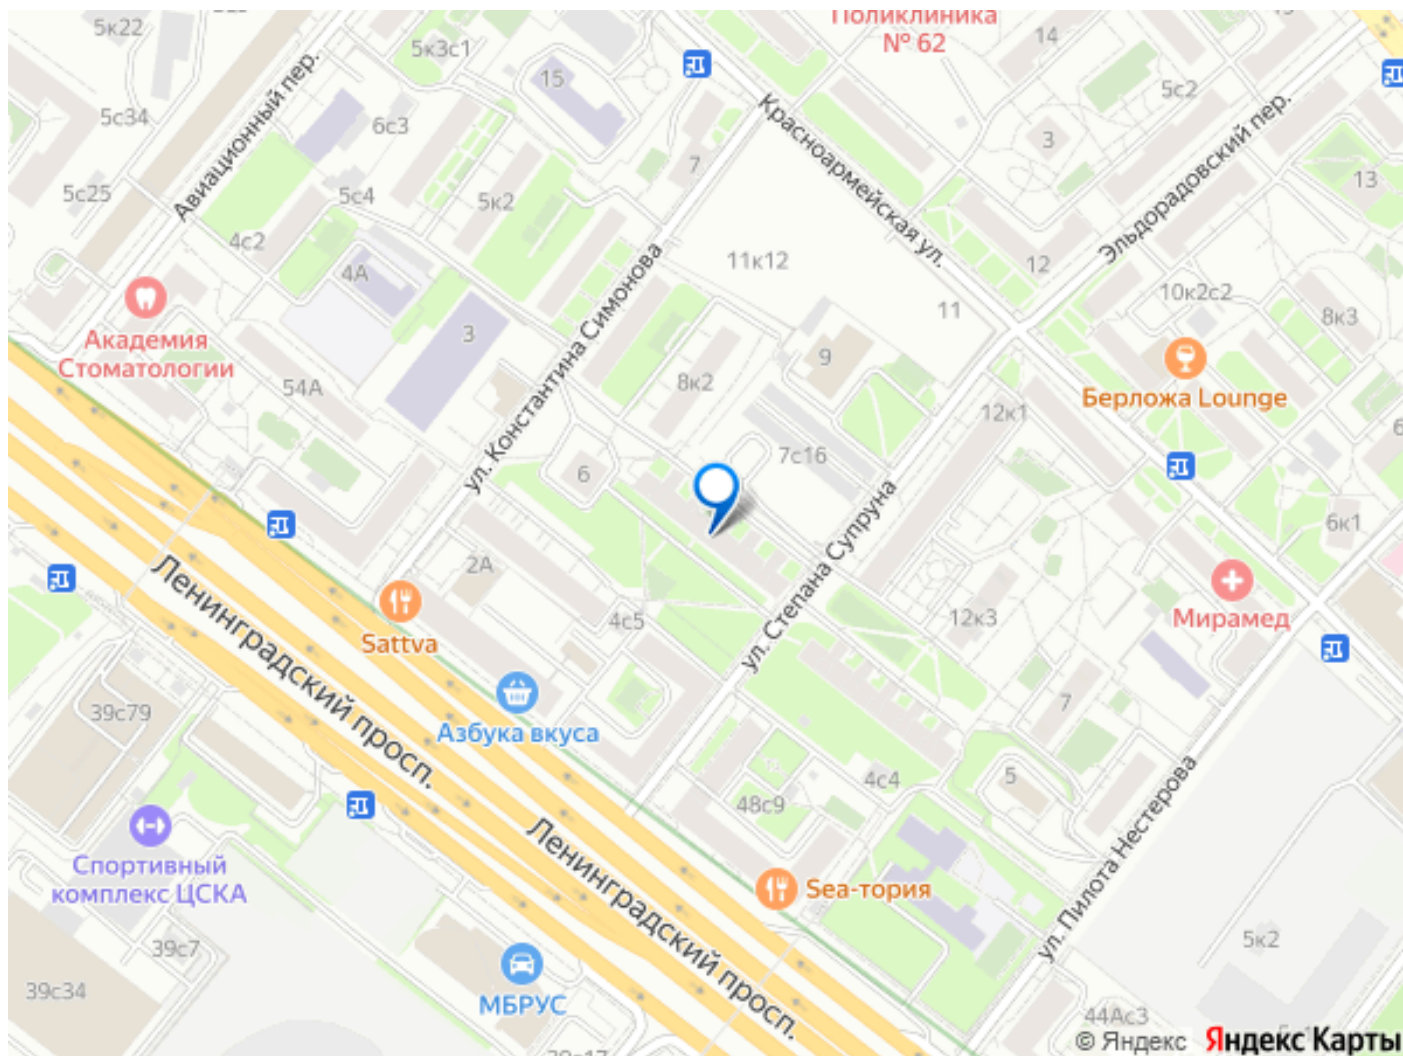 5к22
5к3с1
Поликлиника
№ 62
14
15
5с34
6с3
5с2
Авиационный пер.
Красноармейская ул.
3
Эльдорадовский пер.
7
13
5с25
5с4
5к2
4с2
4А
11к12
12
10к2с2
11
8к3
Академия
Стоматологии
3
ул. Константина Симонова
9
54А
8к2
Берложа Lounge
12к1
6
7с16
6к1
ул. Степана Супруна
2А
4с5
12к3
Мирамед
Sattva
Ленинградский просп.
Азбука вкуса
39с79
7
4с4
5
48с9
ул. Пилота Нестерова
Спортивный
комплекс ЦСКА
Ленинградский просп.
Sea-тория
39с7
5к2
39с34
МБРУС
44Ас3
© Яндекс Яндекс Карты